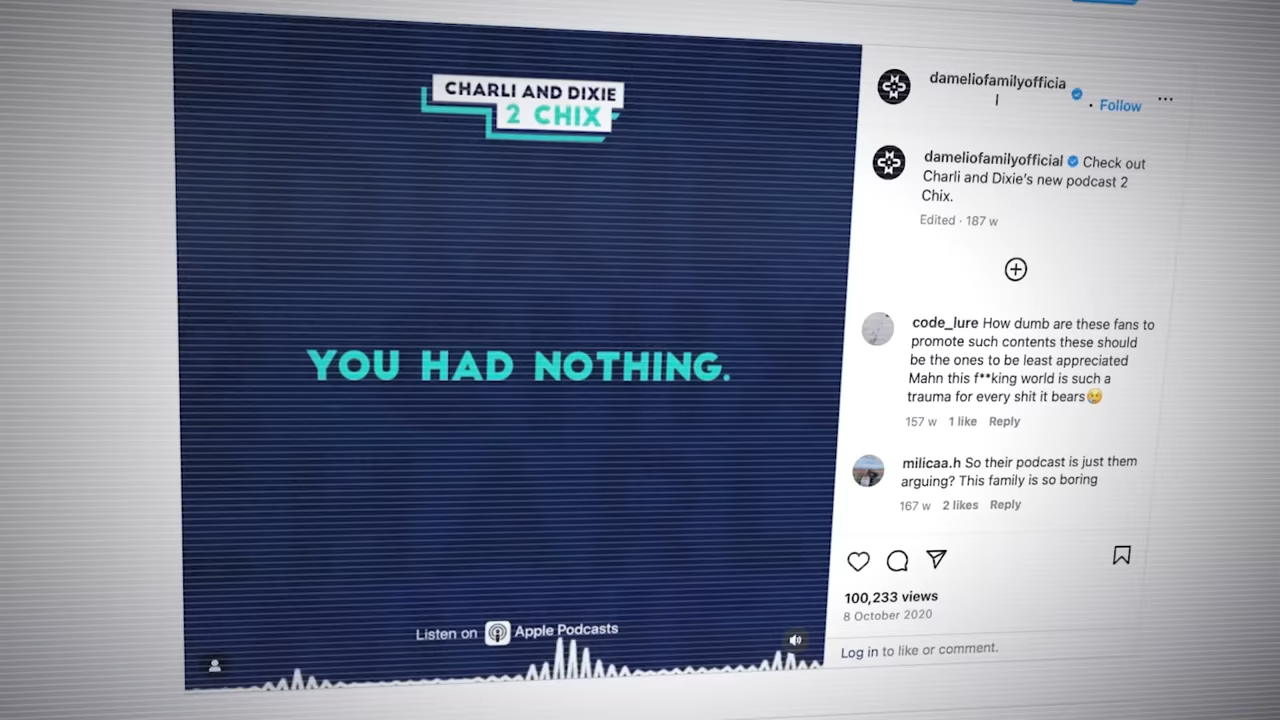 CHARLI AND DIXIE
2 CHIX
YOU HAD NOTHING.
Listen on Apple Podcasts
dameliofamilyofficia
l
· Follow
dameliofamilyofficial Check out
Charli and Dixie's new podcast 2
Chix.
Edited · 187 w
code_lure How dumb are these fans to
promote such contents these should
be the ones to be least appreciated
Mahn this f**king world is such a
trauma for every shit it bears😢
157 w 1 like Reply
milicaa.h So their podcast is just them
arguing? This family is so boring
167 w 2 likes Reply
100,233 views
8 October 2020
Log in to like or comment.